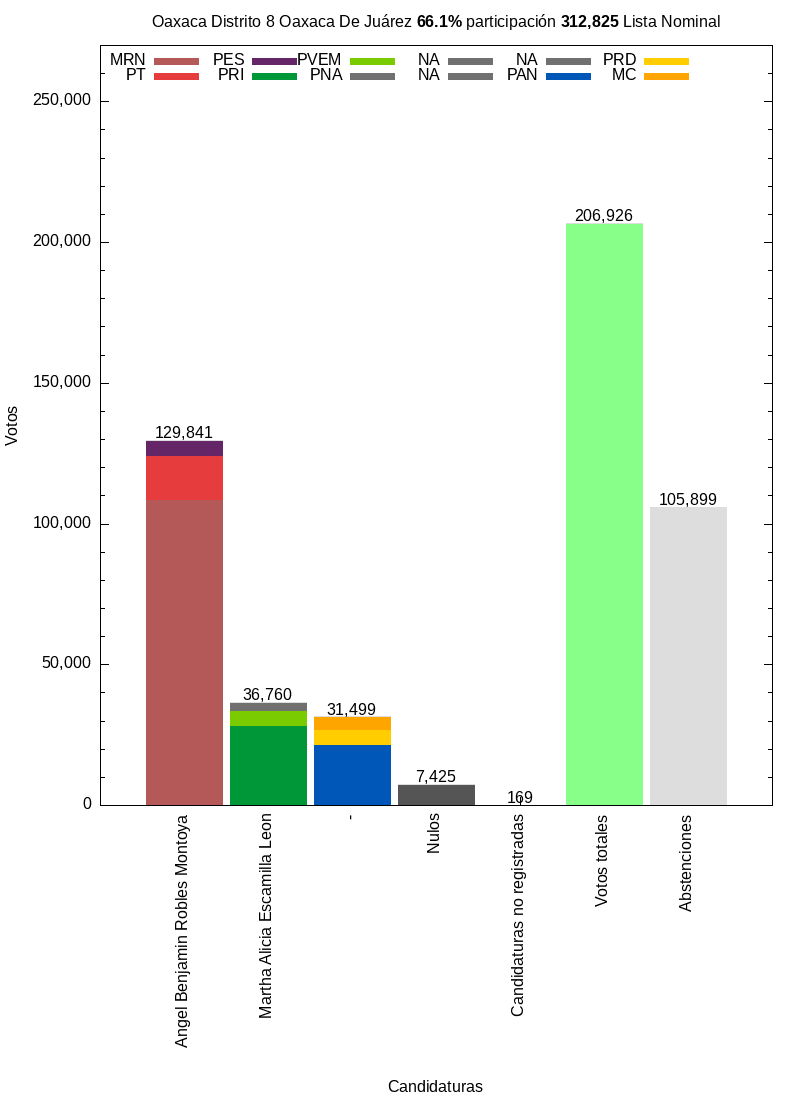 Oaxaca Distrito 8 Oaxaca De Juárez 66.1% participación 312,825 Lista Nominal
MRN PES PVEM NA NA PRD
PT PRI PNA NA PAN MC
250,000
200,000
150,000
100,000
50,000
0
Votos
129,841
36,760
31,499
7,425
169
206,926
105,899
Angel Benjamin Robles Montoya
Martha Alicia Escamilla Leon
-
Nulos
Candidaturas no registradas
Votos totales
Abstenciones
Candidaturas